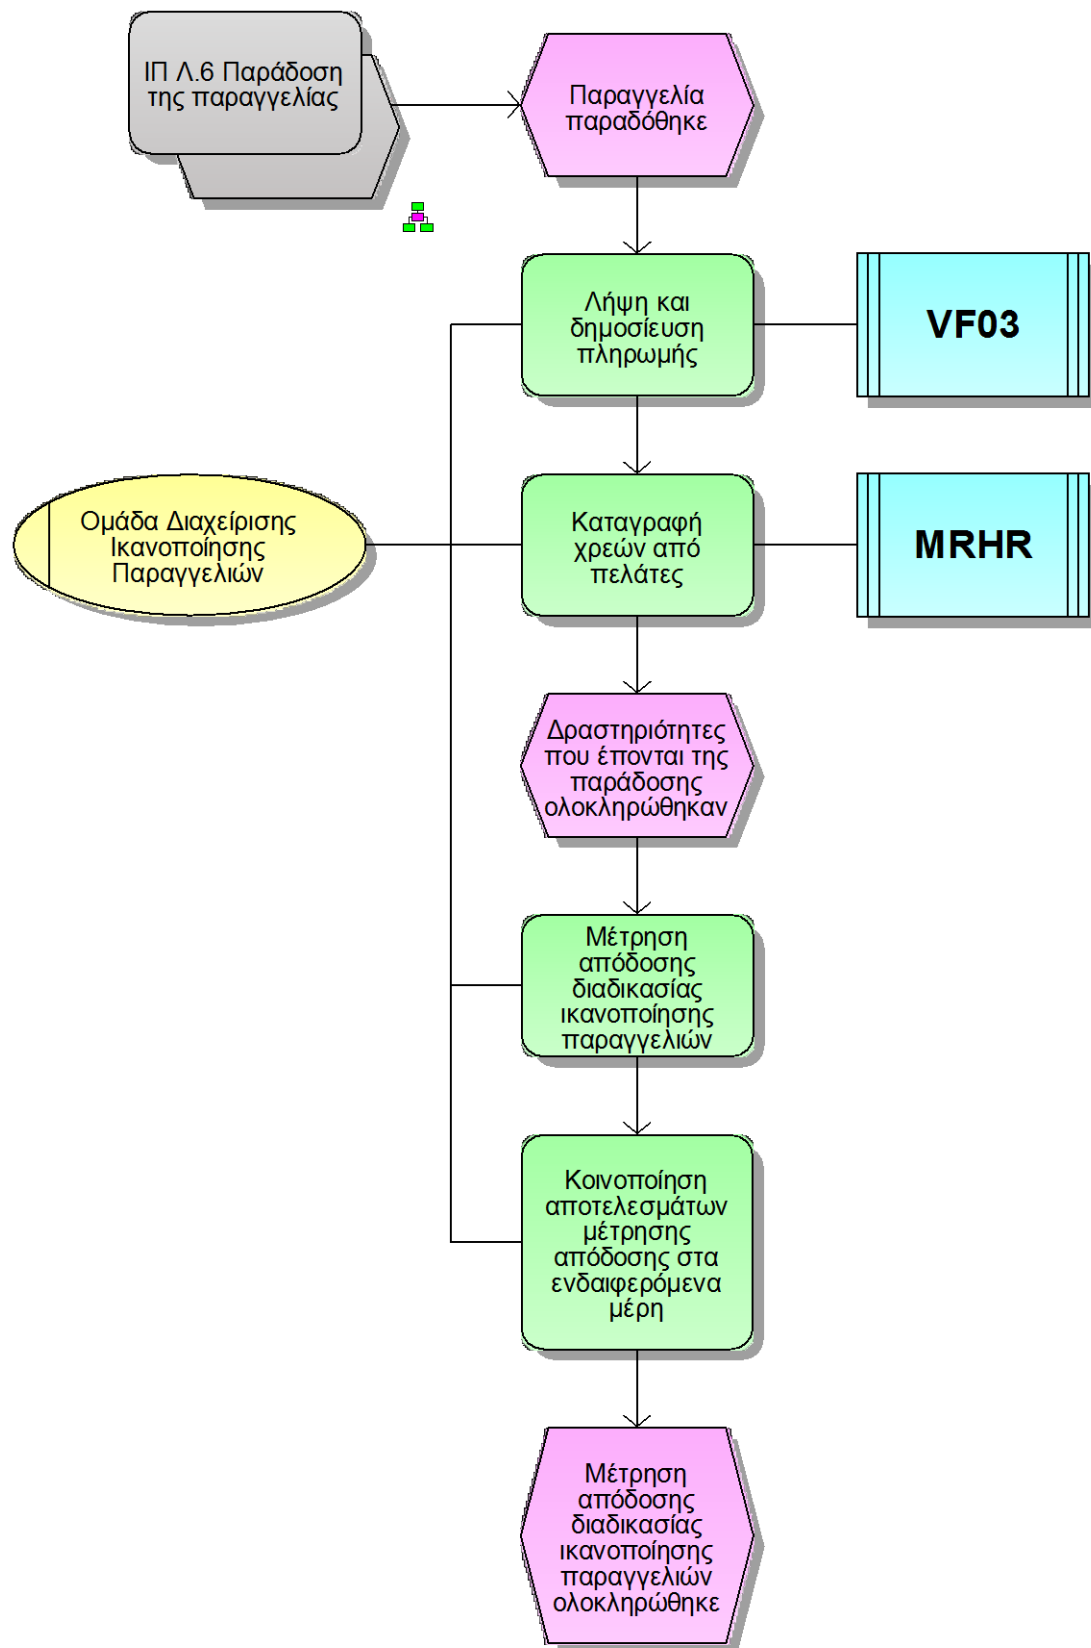 ΙΠ Λ.6 Παράδοση
της παραγγελίας
Παραγγελία
παραδόθηκε
Λήψη και
δημοσίευση
πληρωμής
VF03
Ομάδα Διαχείρισης
Ικανοποίησης
Παραγγελιών
Καταγραφή
χρεών από
πελάτες
MRHR
Δραστηριότητες
που έπονται της
παράδοσης
ολοκληρώθηκαν
Μέτρηση
απόδοσης
διαδικασίας
ικανοποίησης
παραγγελιών
Κοινοποίηση
αποτελεσμάτων
μέτρησης
απόδοσης στα
ενδαιφερόμενα
μέρη
Μέτρηση
απόδοσης
διαδικασίας
ικανοποίησης
παραγγελιών
ολοκληρώθηκε